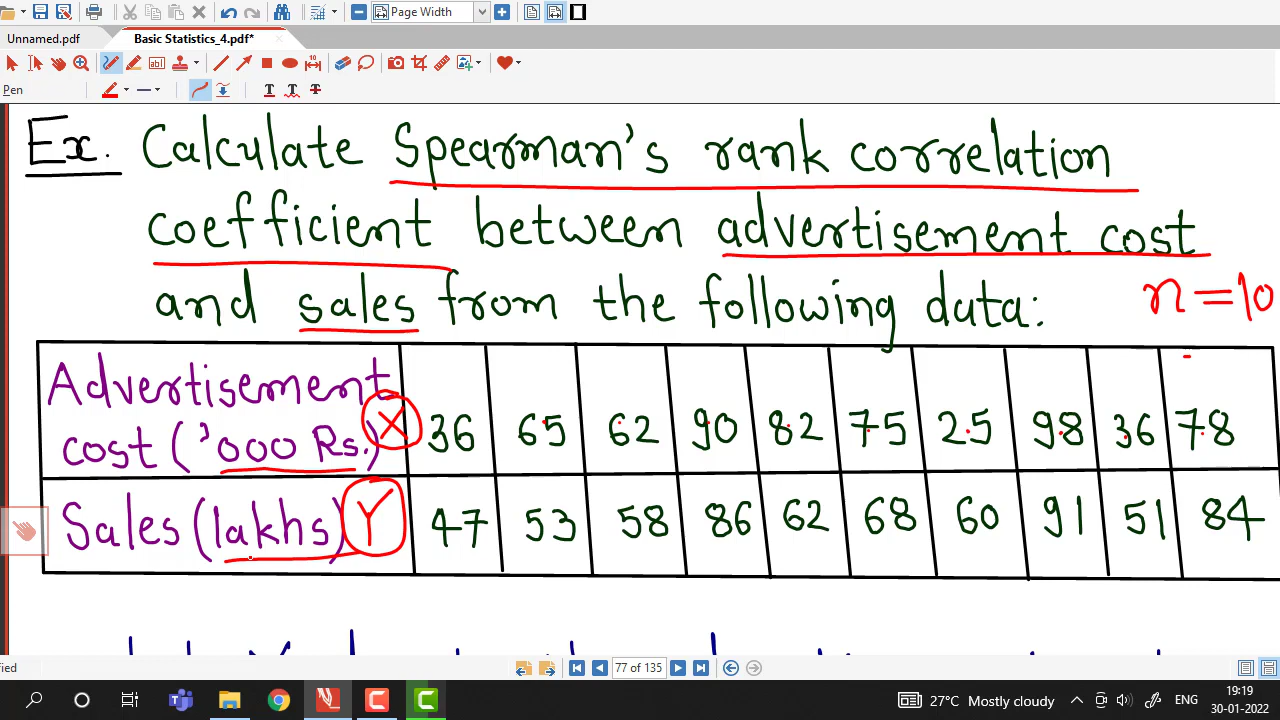 Page Width
Unnamed.pdf
Basic Statistics_4.pdf*
Pen
Ex. Calculate Spearman's rank correlation
coefficient between advertisement cost
and sales from the following data: n=10
Advertisement
cost ('000 Rs.) X 36 65 62 90 82 75 25 98 36 78
Sales (lakhs) Y 47 53 58 86 62 68 60 91 51 84
77 of 135
27°C Mostly cloudy
ENG
19:19
30-01-2022